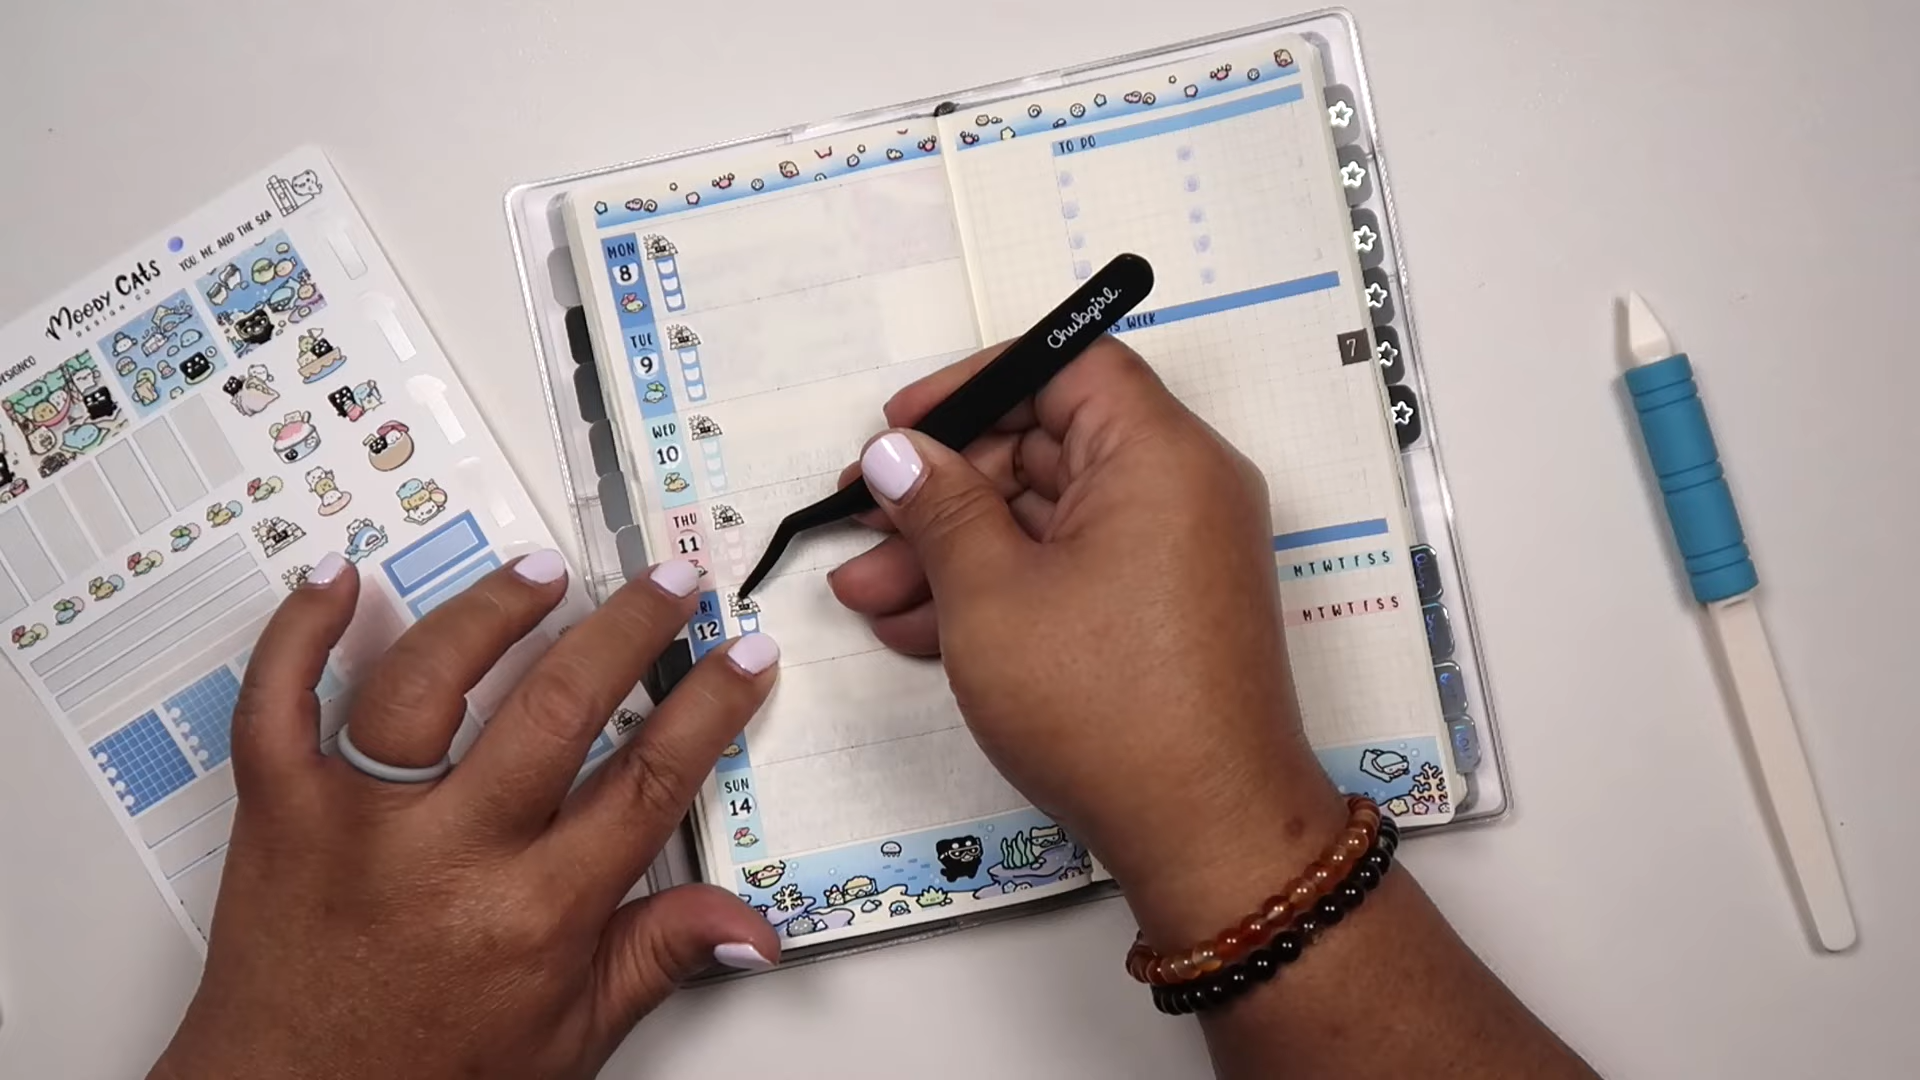 YOU, ME, AND THE SEA
MOODY CATS
DESIGN CO
DESIGNCO
TO DO
MON
8
TUE
9
WED
10
THU
11
FRI
12
SUN
14
chubgirl.
WEEK
7
M T W T F S S
M T W T F S S